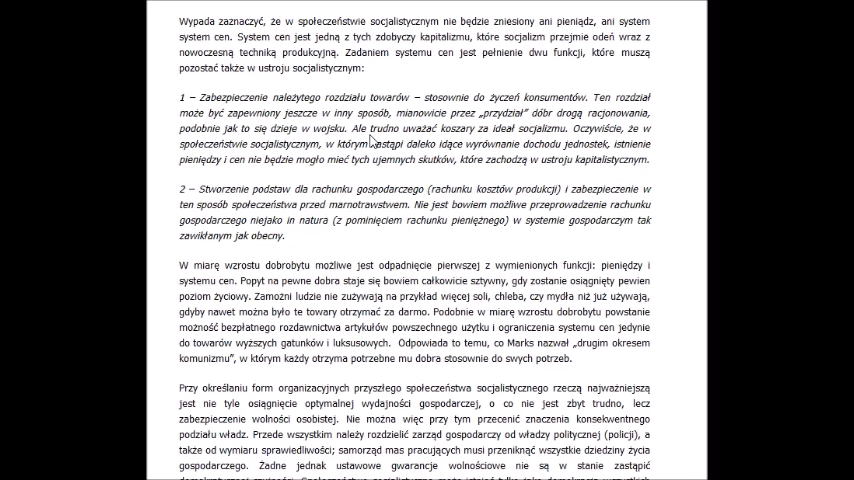 Wypada zaznaczyć, że w społeczeństwie socjalistycznym nie będzie zniesiony ani pieniądz, ani system
system cen. System cen jest jedną z tych zdobyczy kapitalizmu, które socjalizm przejmie odeń wraz z
nowoczesną techniką produkcyjną. Zadaniem systemu cen jest pełnienie dwu funkcji, które muszą
pozostać także w ustroju socjalistycznym:
1 – Zabezpieczenie należytego rozdziału towarów – stosownie do życzeń konsumentów. Ten rozdział
może być zapewniony jeszcze w inny sposób, mianowicie przez „przydział” dóbr drogą racjonowania,
podobnie jak to się dzieje w wojsku. Ale trudno uważać koszary za ideał socjalizmu. Oczywiście, że w
społeczeństwie socjalistycznym, w którym nastąpi daleko idące wyrównanie dochodu jednostek, istnienie
pieniędzy i cen nie będzie mogło mieć tych ujemnych skutków, które zachodzą w ustroju kapitalistycznym.
2 – Stworzenie podstaw dla rachunku gospodarczego (rachunku kosztów produkcji) i zabezpieczenie w
ten sposób społeczeństwa przed marnotrawstwem. Nie jest bowiem możliwe przeprowadzenie rachunku
gospodarczego niejako in natura (z pominięciem rachunku pieniężnego) w systemie gospodarczym tak
zawikłanym jak obecny.
W miarę wzrostu dobrobytu możliwe jest odpadnięcie pierwszej z wymienionych funkcji: pieniędzy i
systemu cen. Popyt na pewne dobra staje się bowiem całkowicie sztywny, gdy zostanie osiągnięty pewien
poziom życiowy. Zamożni ludzie nie zużywają na przykład więcej soli, chleba, czy mydła niż już używają,
gdyby nawet można było te towary otrzymać za darmo. Podobnie w miarę wzrostu dobrobytu powstanie
możność bezpłatnego rozdawnictwa artykułów powszechnego użytku i ograniczenia systemu cen jedynie
do towarów wyższych gatunków i luksusowych. Odpowiada to temu, co Marks nazwał „drugim okresem
komunizmu”, w którym każdy otrzyma potrzebne mu dobra stosownie do swych potrzeb.
Przy określaniu form organizacyjnych przyszłego społeczeństwa socjalistycznego rzeczą najważniejszą
jest nie tyle osiągnięcie optymalnej wydajności gospodarczej, o co nie jest zbyt trudno, lecz
zabezpieczenie wolności osobistej. Nie można więc przy tym przecenić znaczenia konsekwentnego
podziału władz. Przede wszystkim należy rozdzielić zarząd gospodarczy od władzy politycznej (policji), a
także od wymiaru sprawiedliwości; samorząd mas pracujących musi przeniknąć wszystkie dziedziny życia
gospodarczego. Żadne jednak ustawowe gwarancje wolnościowe nie są w stanie zastąpić